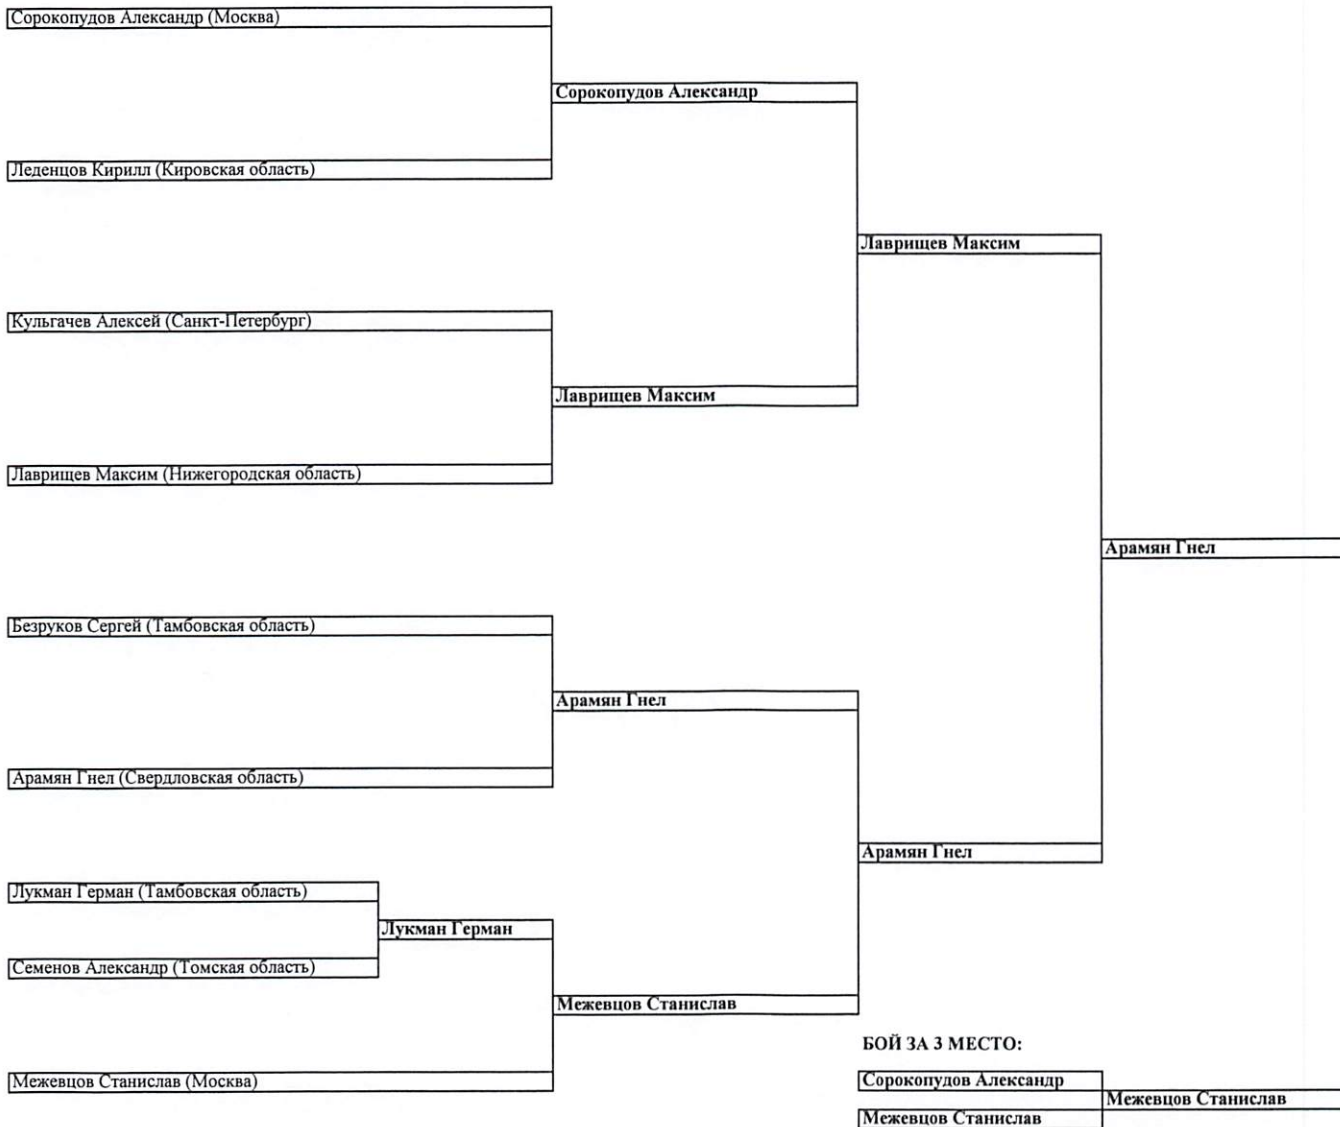 Сорокопудов Александр (Москва)
Сорокопудов Александр
Леденцов Кирилл (Кировская область)
Лаврищев Максим
Кульгачев Алексей (Санкт-Петербург)
Лаврищев Максим
Лаврищев Максим (Нижегородская область)
Арамян Гнел
Безруков Сергей (Тамбовская область)
Арамян Гнел
Арамян Гнел (Свердловская область)
Арамян Гнел
Лукман Герман (Тамбовская область)
Лукман Герман
Семенов Александр (Томская область)
Межевцов Станислав
БОЙ ЗА 3 МЕСТО:
Межевцов Станислав (Москва)
Сорокопудов Александр
Межевцов Станислав
Межевцов Станислав